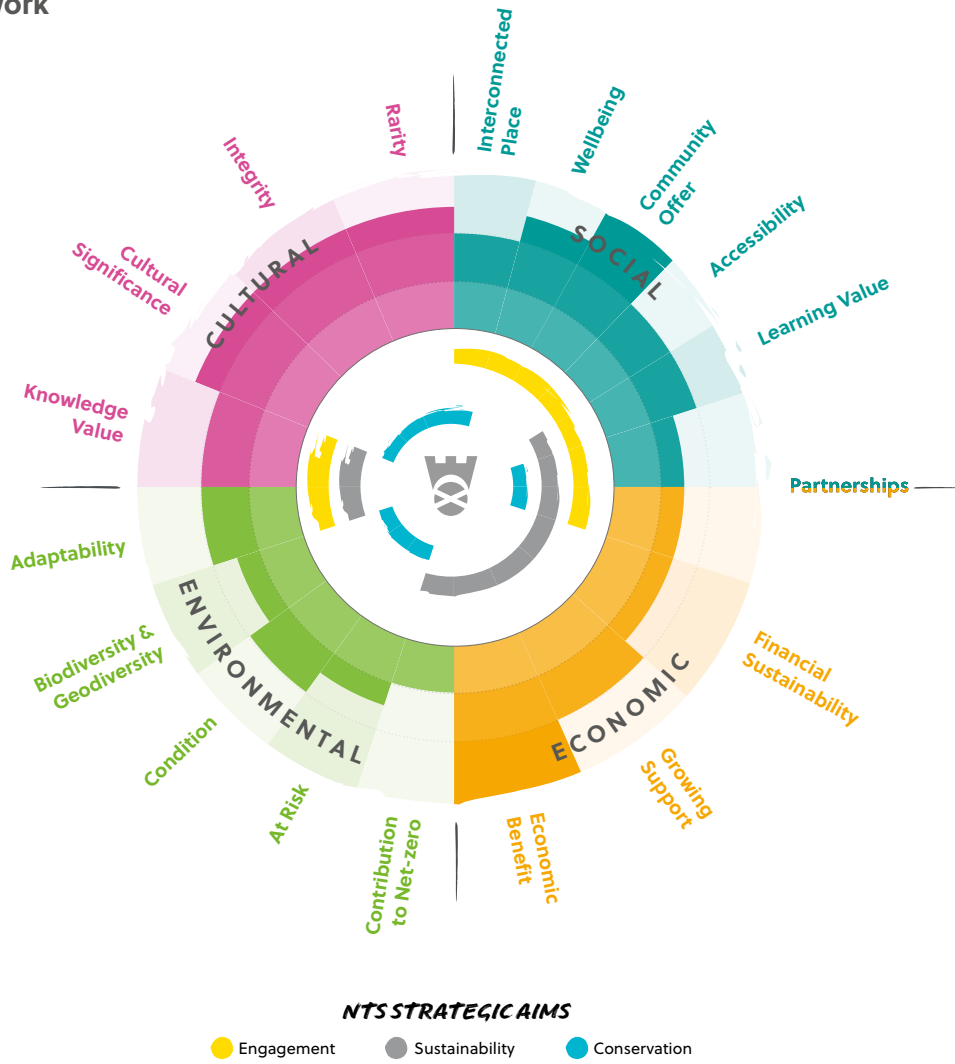 Interconnected
Place
Wellbeing
Community
Offer
Accessibility
Learning Value
Partnerships
Financial
Sustainability
Growing
Support
Economic
Benefit
Contribution
to Net-zero
At Risk
Condition
Biodiversity &
Geodiversity
Adaptability
Knowledge
Value
Cultural
Significance
Integrity
Rarity
CULTURAL
SOCIAL
ECONOMIC
ENVIRONMENTAL
NTS STRATEGIC AIMS
Engagement
Sustainability
Conservation